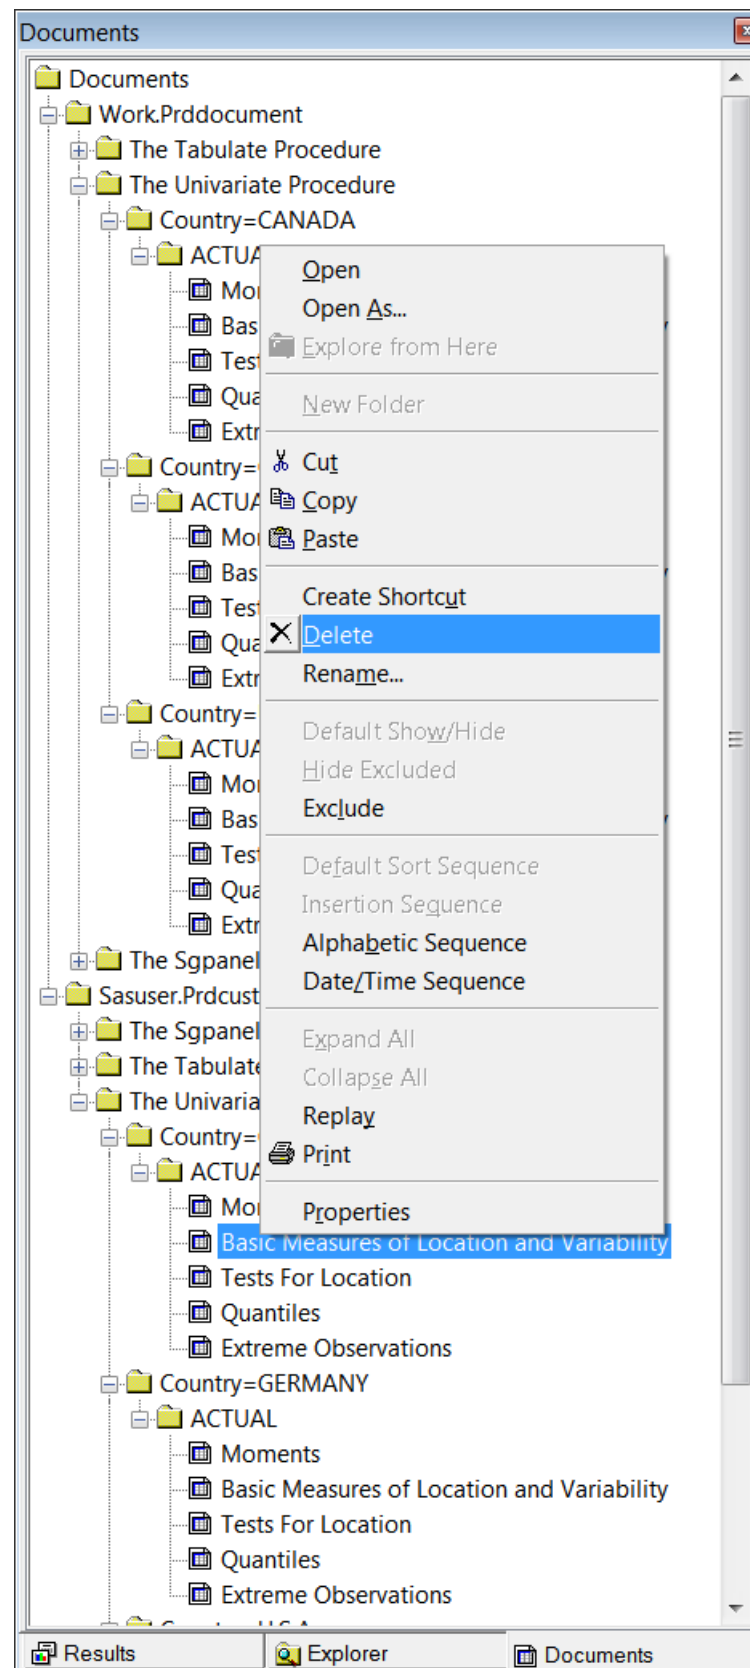 Documents
Documents
Work.Prddocument
The Tabulate Procedure
The Univariate Procedure
Country=CANADA
ACTUA
Mo
Bas
Test
Qua
Extr
Country=
ACTUA
Mo
Bas
Test
Qua
Extr
Country=
ACTUA
Mo
Bas
Test
Qua
Extr
The Sgpanel
Sasuser.Prdcust
The Sgpanel
The Tabulate
The Univaria
Country=
ACTUA
Mo
Basic Measures of Location and Variability
Tests For Location
Quantiles
Extreme Observations
Country=GERMANY
ACTUAL
Moments
Basic Measures of Location and Variability
Tests For Location
Quantiles
Extreme Observations
Open
Open As...
Explore from Here
New Folder
Cut
Copy
Paste
Create Shortcut
Delete
Rename...
Default Show/Hide
Hide Excluded
Exclude
Default Sort Sequence
Insertion Sequence
Alphabetic Sequence
Date/Time Sequence
Expand All
Collapse All
Replay
Print
Properties
Results
Explorer
Documents